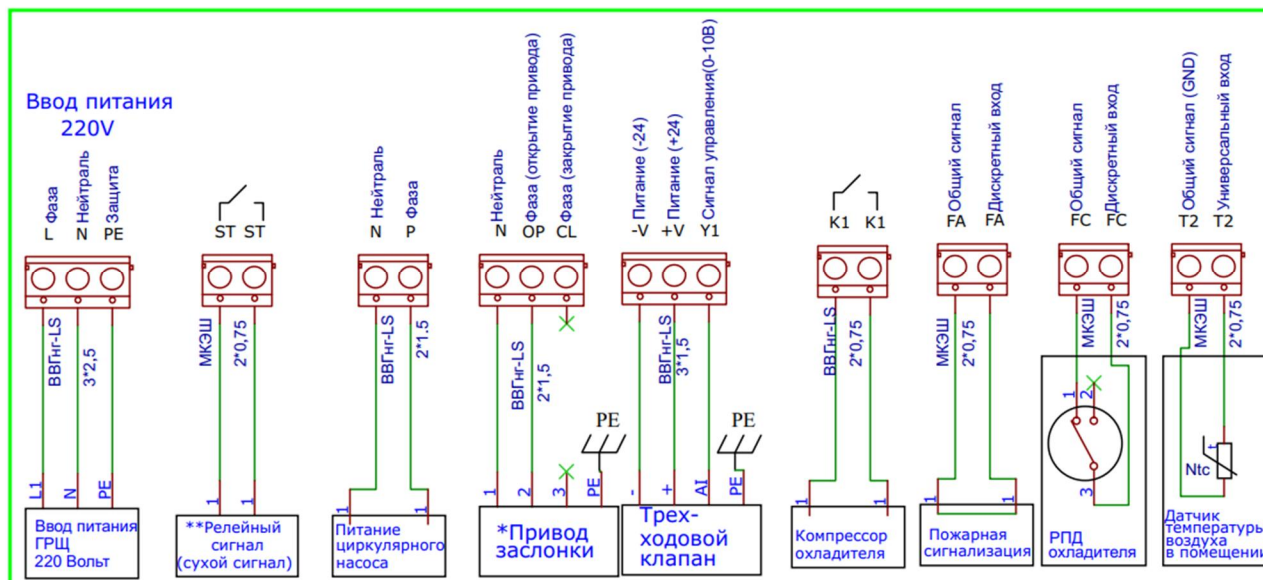 Ввод питания
220V
Фаза
Нейтраль
Защита
L N PE
ВВГнг-LS
3*2,5
L1 N PE
Ввод питания
ГРЩ
220 Вольт
ST ST
МКЭШ
2*0,75
1 1
**Релейный
сигнал
(сухой сигнал)
Нейтраль
Фаза
N P
ВВГнг-LS
2*1.5
1 1
Питание
циркулярного
насоса
Нейтраль
Фаза (открытие привода)
Фаза (закрытие привода)
N OP CL
ВВГнг-LS
2*1,5
PE
1 2 3 PE
*Привод
заслонки
Питание (-24)
Питание (+24)
Сигнал управления(0-10В)
-V +V Y1
ВВГнг-LS
3*1,5
PE
- + AI PE
Трех-
ходовой
клапан
K1 K1
ВВГнг-LS
2*0,75
1 1
Компрессор
охладителя
Общий сигнал
Дискретный вход
FA FA
МКЭШ
2*0,75
1 1
Пожарная
сигнализация
Общий сигнал
Дискретный вход
FC FC
МКЭШ
2*0,75
1 2
3
РПД
охладителя
Общий сигнал (GND)
Универсальный вход
T2 T2
МКЭШ
2*0,75
t
Ntc
Датчик
температуры
воздуха
в помещении